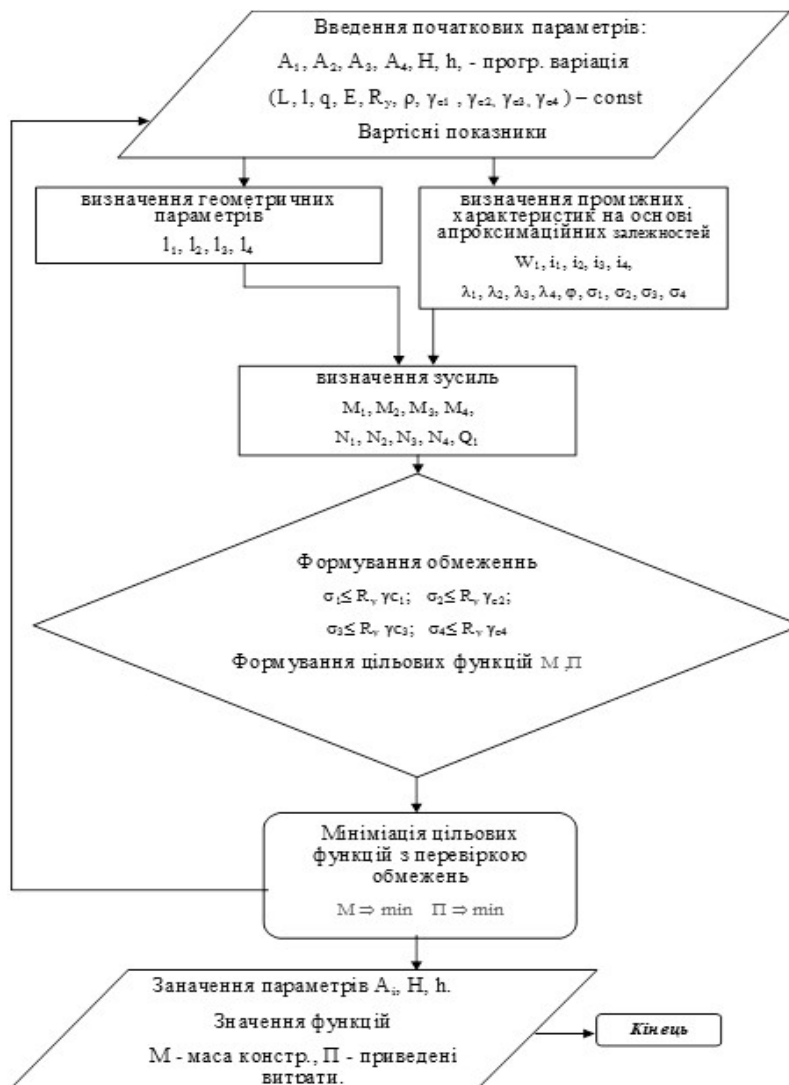 Введення початкових параметрів:
A₁, A₂, A₃, A₄, H, h, - прогр. варіація
(L, l, q, E, Rᵧ, ρ, γc₁ , γc₂, γc₃, γc₄ ) – const
Вартісні показники
визначення геометричних
параметрів
l₁, l₂, l₃, l₄
визначення проміжних
характеристик на основі
апроксимаційних залежностей
W₁, i₁, i₂, i₃, i₄,
λ₁, λ₂, λ₃, λ₄, φ, σ₁, σ₂, σ₃, σ₄
визначення зусиль
M₁, M₂, M₃, M₄,
N₁, N₂, N₃, N₄, Q₁
Формування обмеженнь
σ₁≤ Rᵧ γc₁; σ₂≤ Rᵧ γc₂;
σ₃≤ Rᵧ γc₃; σ₄≤ Rᵧ γc₄
Формування цільових функцій М ,П
Мініміація цільових
функцій з перевіркою
обмежень
М ⇒ min П ⇒ min
Заначення параметрів Aᵢ, H, h.
Значення функцій
М - маса констр., П - приведені
витрати.
Кінець